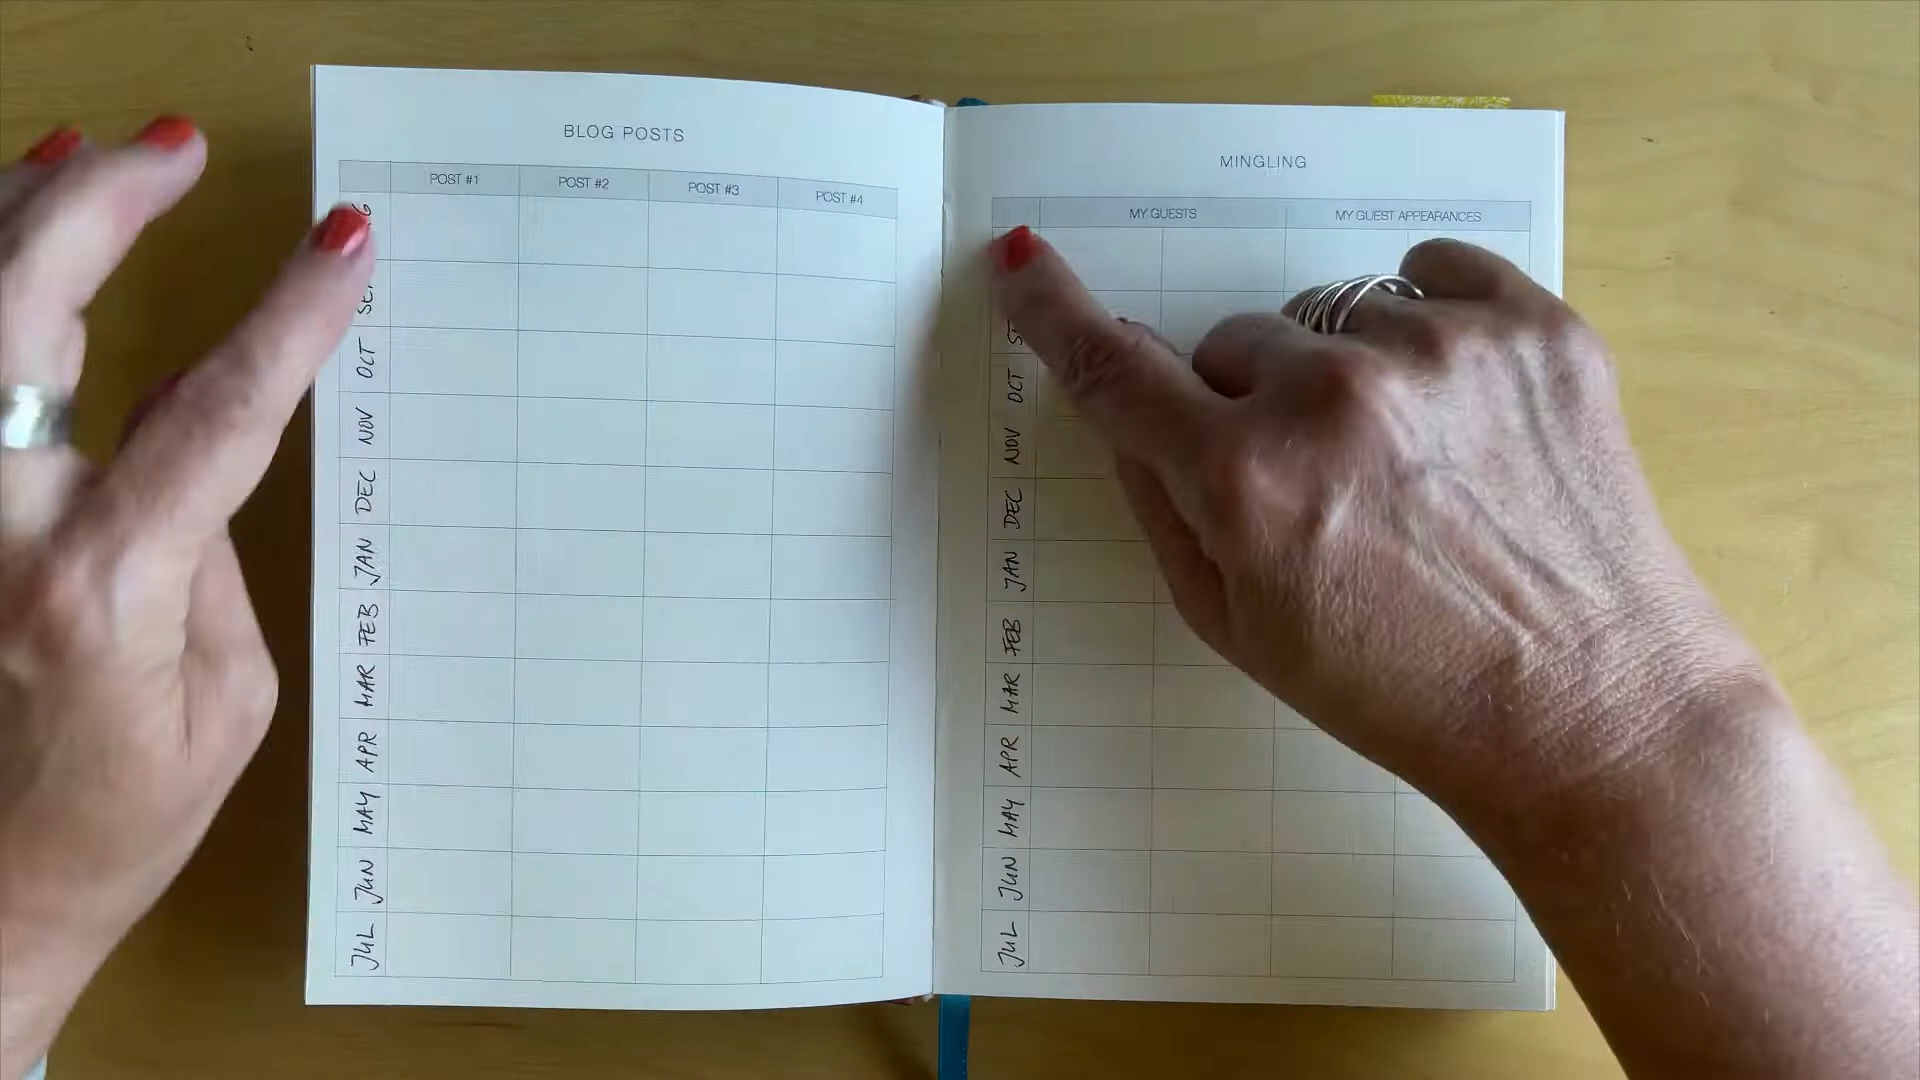 BLOG POSTS
POST #1 POST #2 POST #3 POST #4
OCT
NOV
DEC
JAN
FEB
MAR
APR
MAY
JUN
JUL
MINGLING
MY GUESTS MY GUEST APPEARANCES
OCT
NOV
DEC
JAN
FEB
MAR
APR
MAY
JUN
JUL